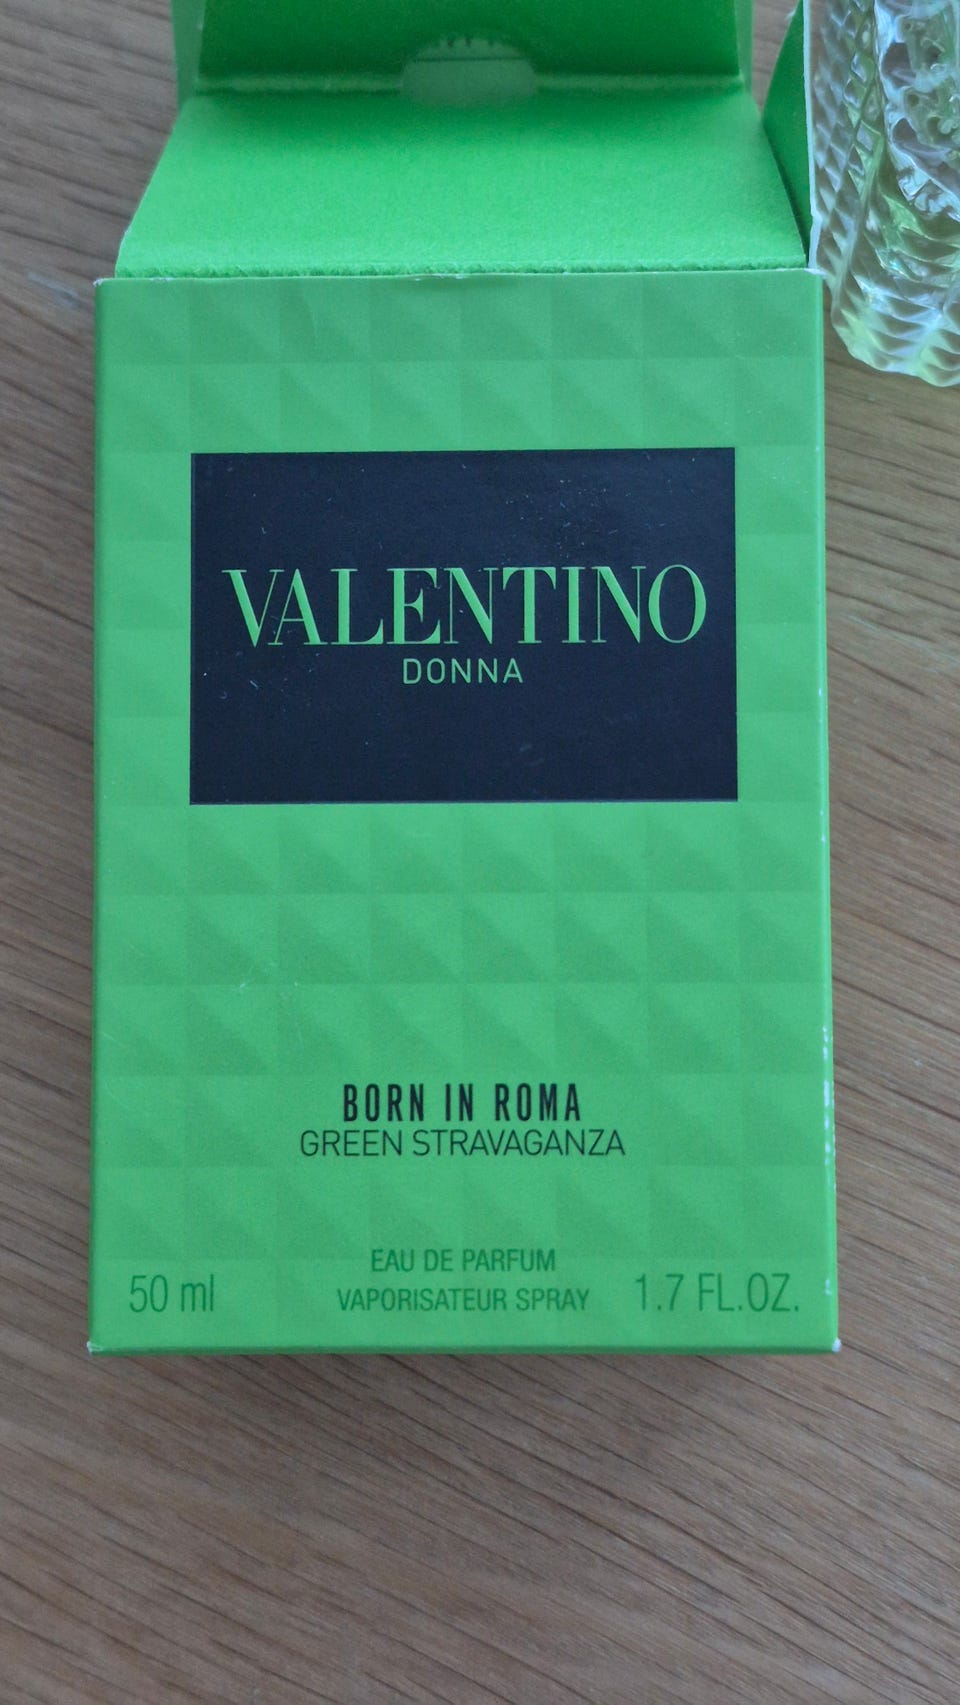 VALENTINO
DONNA
BORN IN ROMA
GREEN STRAVAGANZA
EAU DE PARFUM
50 ml VAPORISATEUR SPRAY 1.7 FL.OZ.